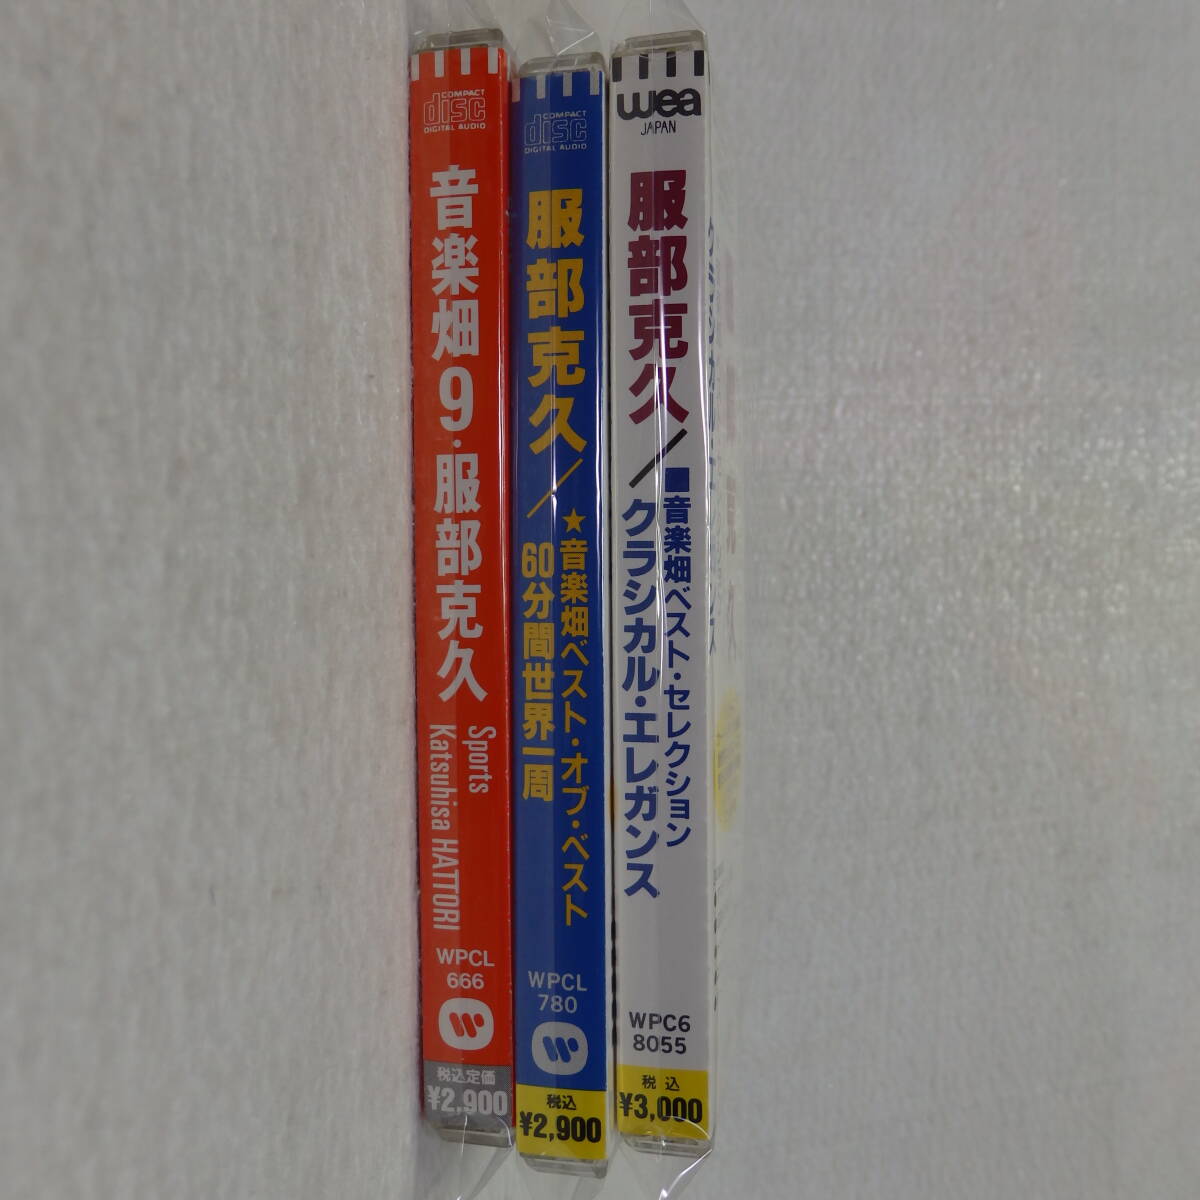 COMPACT
disc
DIGITAL AUDIO
音楽畑9・服部克久
Sports
Katsuhisa HATTORI
WPCL
666
税込定価
¥2,900
COMPACT
disc
DIGITAL AUDIO
服部克久／
★音楽畑ベスト・オブ・ベスト
60分間世界一周
WPCL
780
税込
¥2,900
wea
JAPAN
服部克久／
■音楽畑ベスト・セレクション
クラシカル・エレガンス
WPC6
8055
税込
¥3,000